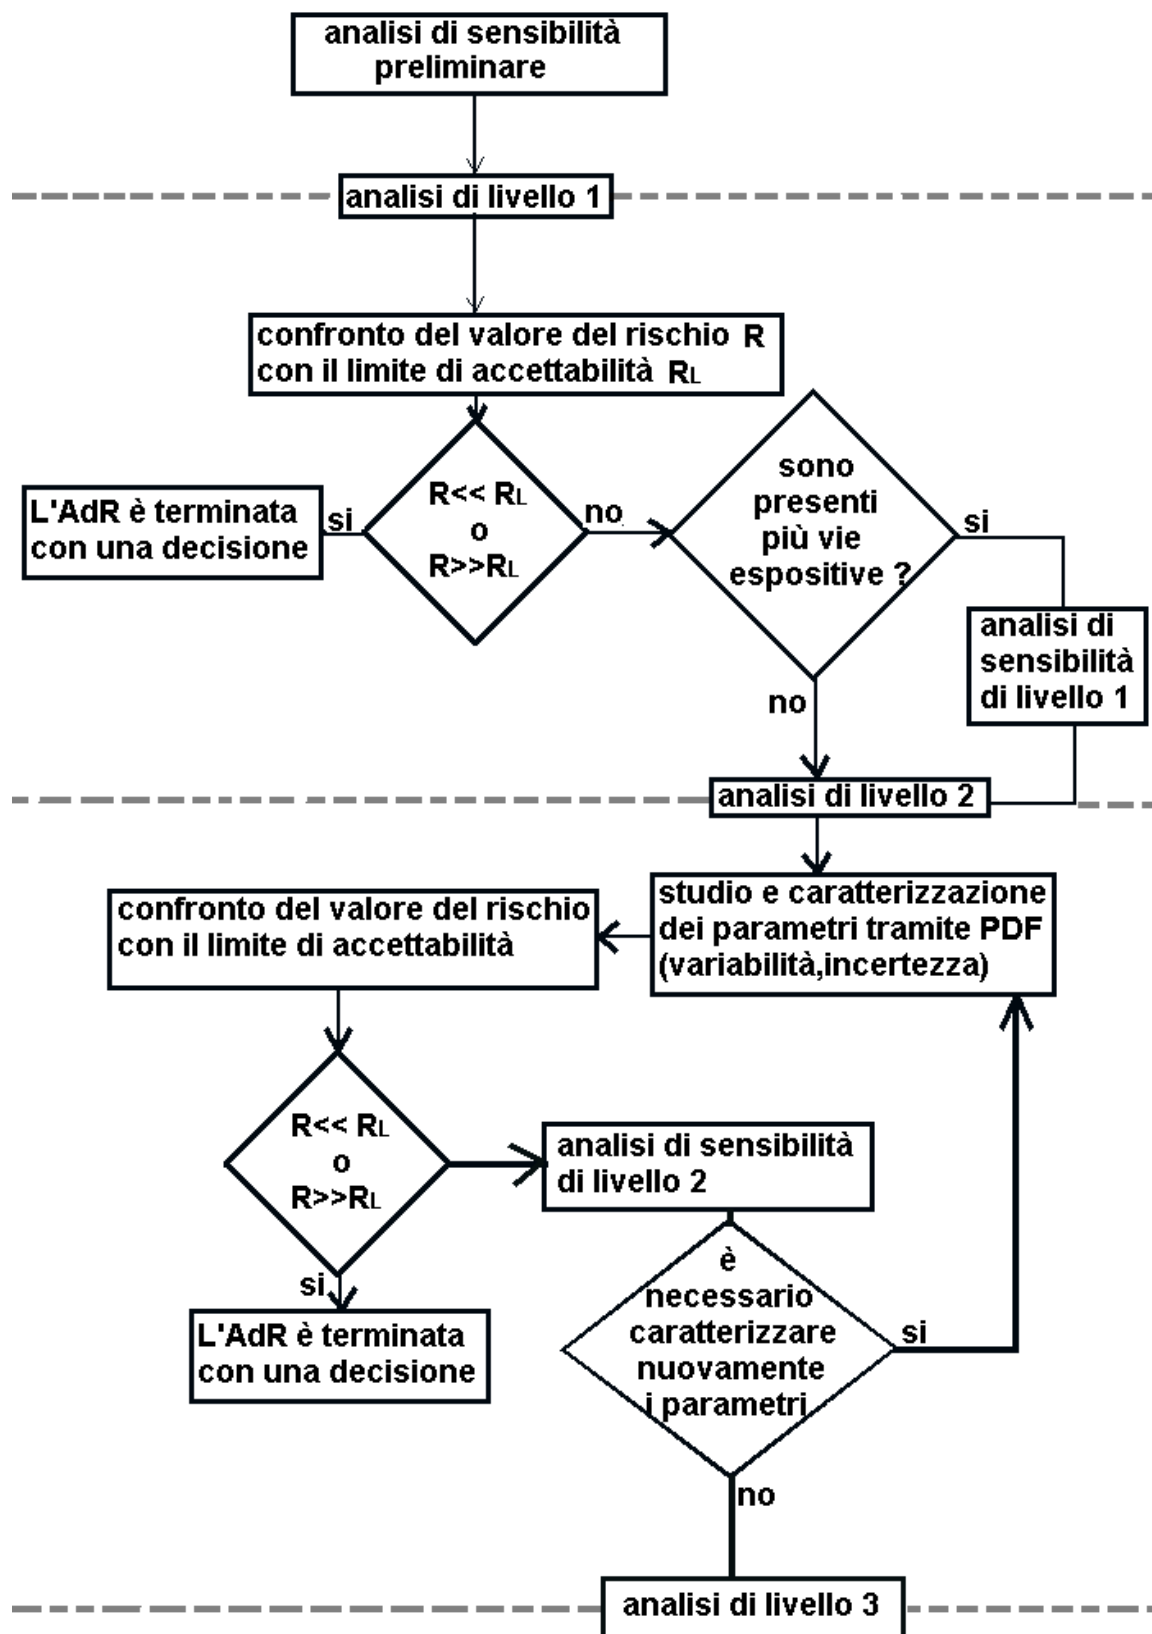 analisi di sensibilità
preliminare
analisi di livello 1
confronto del valore del rischio R
con il limite di accettabilità RL
R<< RL
o
R>>RL
si
L'AdR è terminata
con una decisione
no
sono
presenti
più vie
espositive ?
si
analisi di
sensibilità
di livello 1
no
analisi di livello 2
studio e caratterizzazione
dei parametri tramite PDF
(variabilità,incertezza)
confronto del valore del rischio
con il limite di accettabilità
R<< RL
o
R>>RL
si
L'AdR è terminata
con una decisione
analisi di sensibilità
di livello 2
è
necessario
caratterizzare
nuovamente
i parametri
si
no
analisi di livello 3